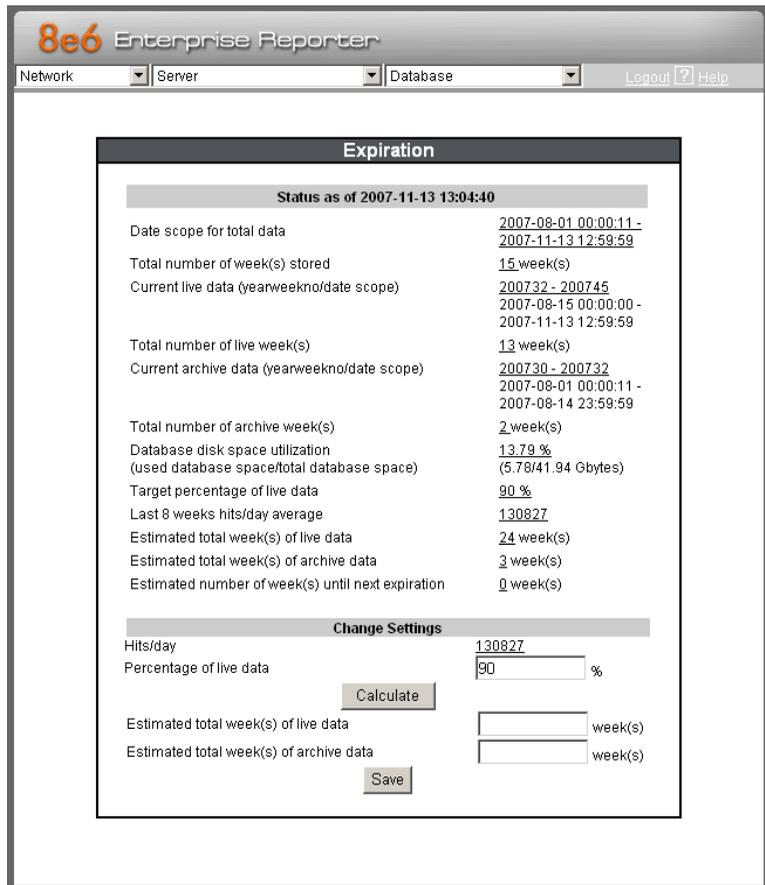 8e6 Enterprise Reporter
Network Server Database Logout ? Help
Expiration
Status as of 2007-11-13 13:04:40
Date scope for total data 2007-08-01 00:00:11 -
2007-11-13 12:59:59
Total number of week(s) stored 15 week(s)
Current live data (yearweekno/date scope) 200732 - 200745
2007-08-15 00:00:00 -
2007-11-13 12:59:59
Total number of live week(s) 13 week(s)
Current archive data (yearweekno/date scope) 200730 - 200732
2007-08-01 00:00:11 -
2007-08-14 23:59:59
Total number of archive week(s) 2 week(s)
Database disk space utilization 13.79 %
(used database space/total database space) (5.78/41.94 Gbytes)
Target percentage of live data 90 %
Last 8 weeks hits/day average 130827
Estimated total week(s) of live data 24 week(s)
Estimated total week(s) of archive data 3 week(s)
Estimated number of week(s) until next expiration 0 week(s)
Change Settings
Hits/day 130827
Percentage of live data 90 %
Calculate
Estimated total week(s) of live data week(s)
Estimated total week(s) of archive data week(s)
Save